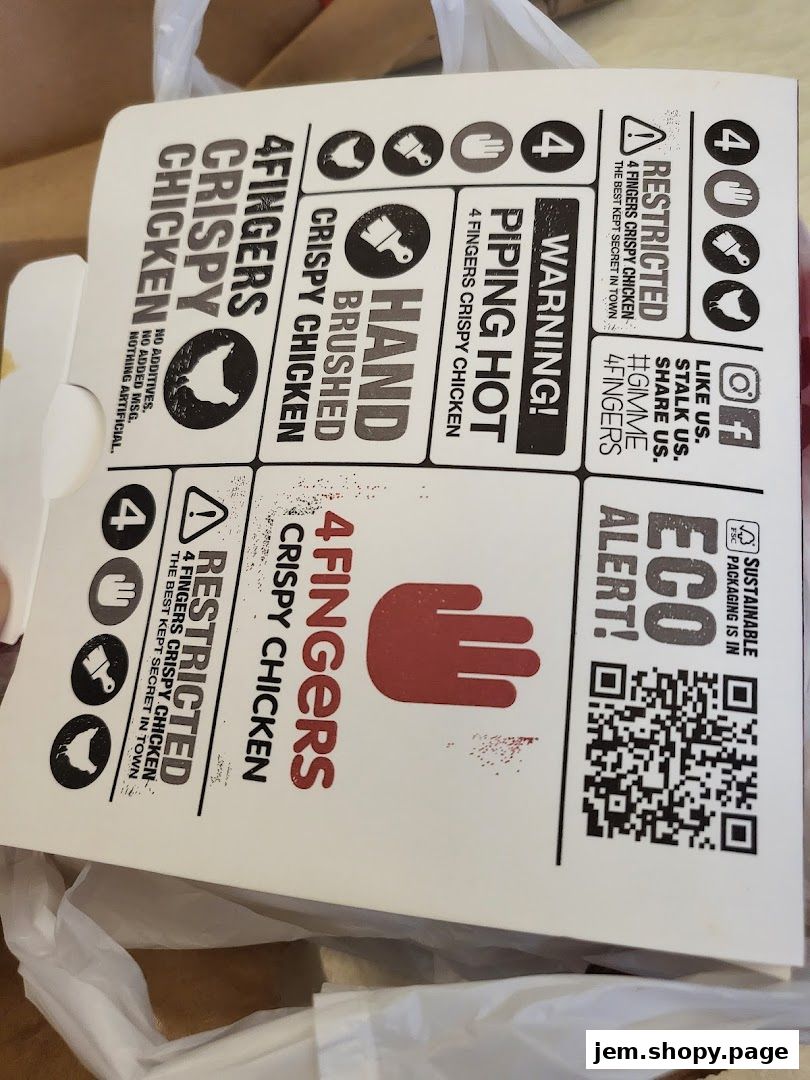 4
RESTRICTED
4 FINGERS CRISPY CHICKEN
THE BEST KEPT SECRET IN TOWN
LIKE US.
STALK US.
SHARE US.
#GIMME
4FINGERS
FSC
SUSTAINABLE
PACKAGING IS IN
ECO
ALERT!
4
WARNING!
PIPING HOT
4 FINGERS CRISPY CHICKEN
HAND
BRUSHED
CRISPY CHICKEN
4FINGERS
CRISPY
CHICKEN
NO ADDITIVES.
NO ADDED MSG.
NOTHING ARTIFICIAL.
4FINGERS
CRISPY CHICKEN
RESTRICTED
4 FINGERS CRISPY CHICKEN
THE BEST KEPT SECRET IN TOWN
4
jem.shopy.page